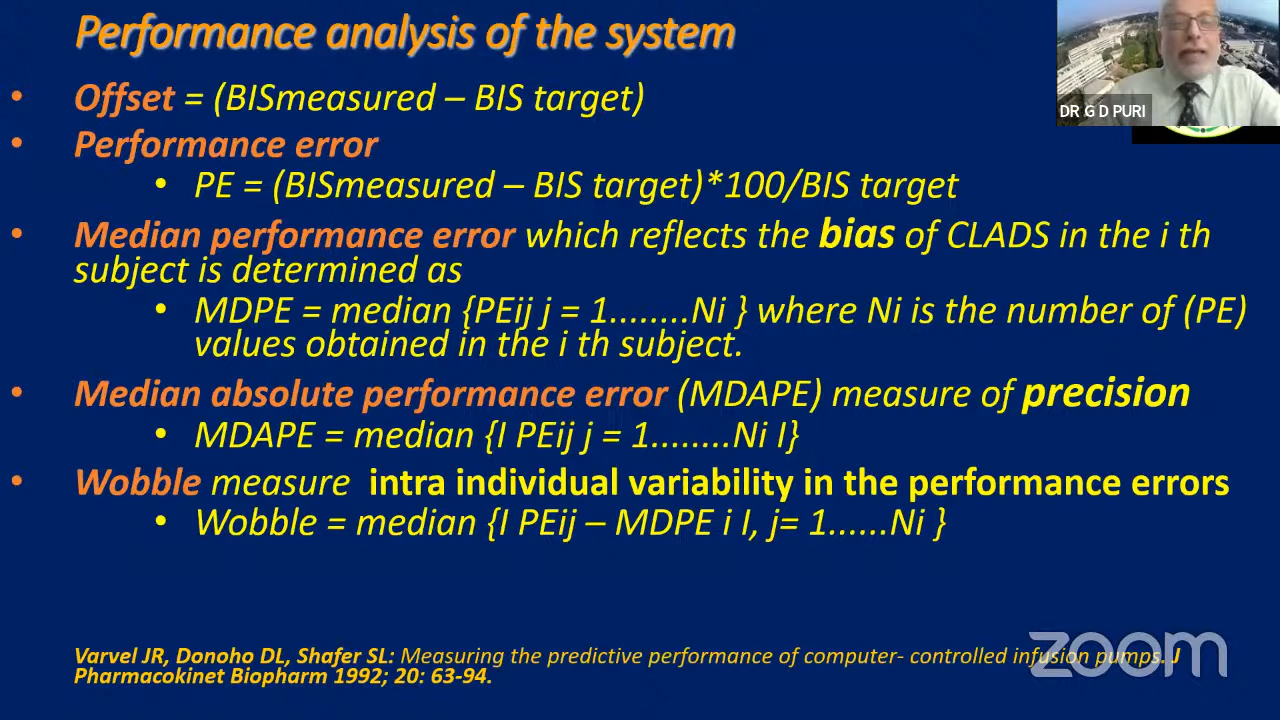 Performance analysis of the system
DR G D PURI
• Offset = (BISmeasured – BIS target)
• Performance error
• PE = (BISmeasured – BIS target)*100/BIS target
• Median performance error which reflects the bias of CLADS in the i th
subject is determined as
• MDPE = median {PEij j = 1........Ni } where Ni is the number of (PE)
values obtained in the i th subject.
• Median absolute performance error (MDAPE) measure of precision
• MDAPE = median {I PEij j = 1........Ni I}
• Wobble measure intra individual variability in the performance errors
• Wobble = median {I PEij – MDPE i I, j= 1......Ni }
Varvel JR, Donoho DL, Shafer SL: Measuring the predictive performance of computer- controlled infusion pumps. J
Pharmacokinet Biopharm 1992; 20: 63-94.
zoom